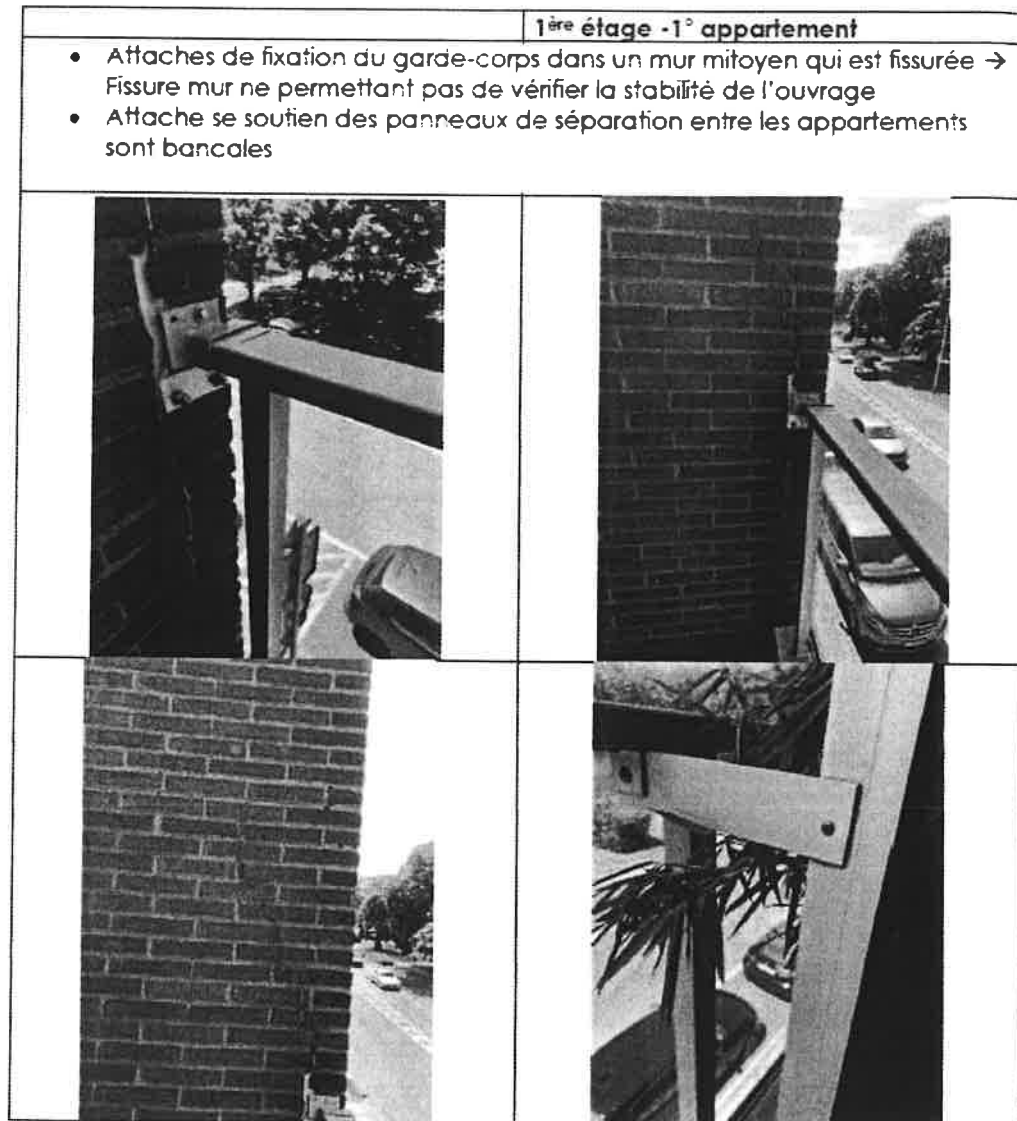 1ère étage -1° appartement
• Attaches de fixation du garde-corps dans un mur mitoyen qui est fissurée →
Fissure mur ne permettant pas de vérifier la stabilité de l'ouvrage
• Attache se soutien des panneaux de séparation entre les appartements
sont bancales